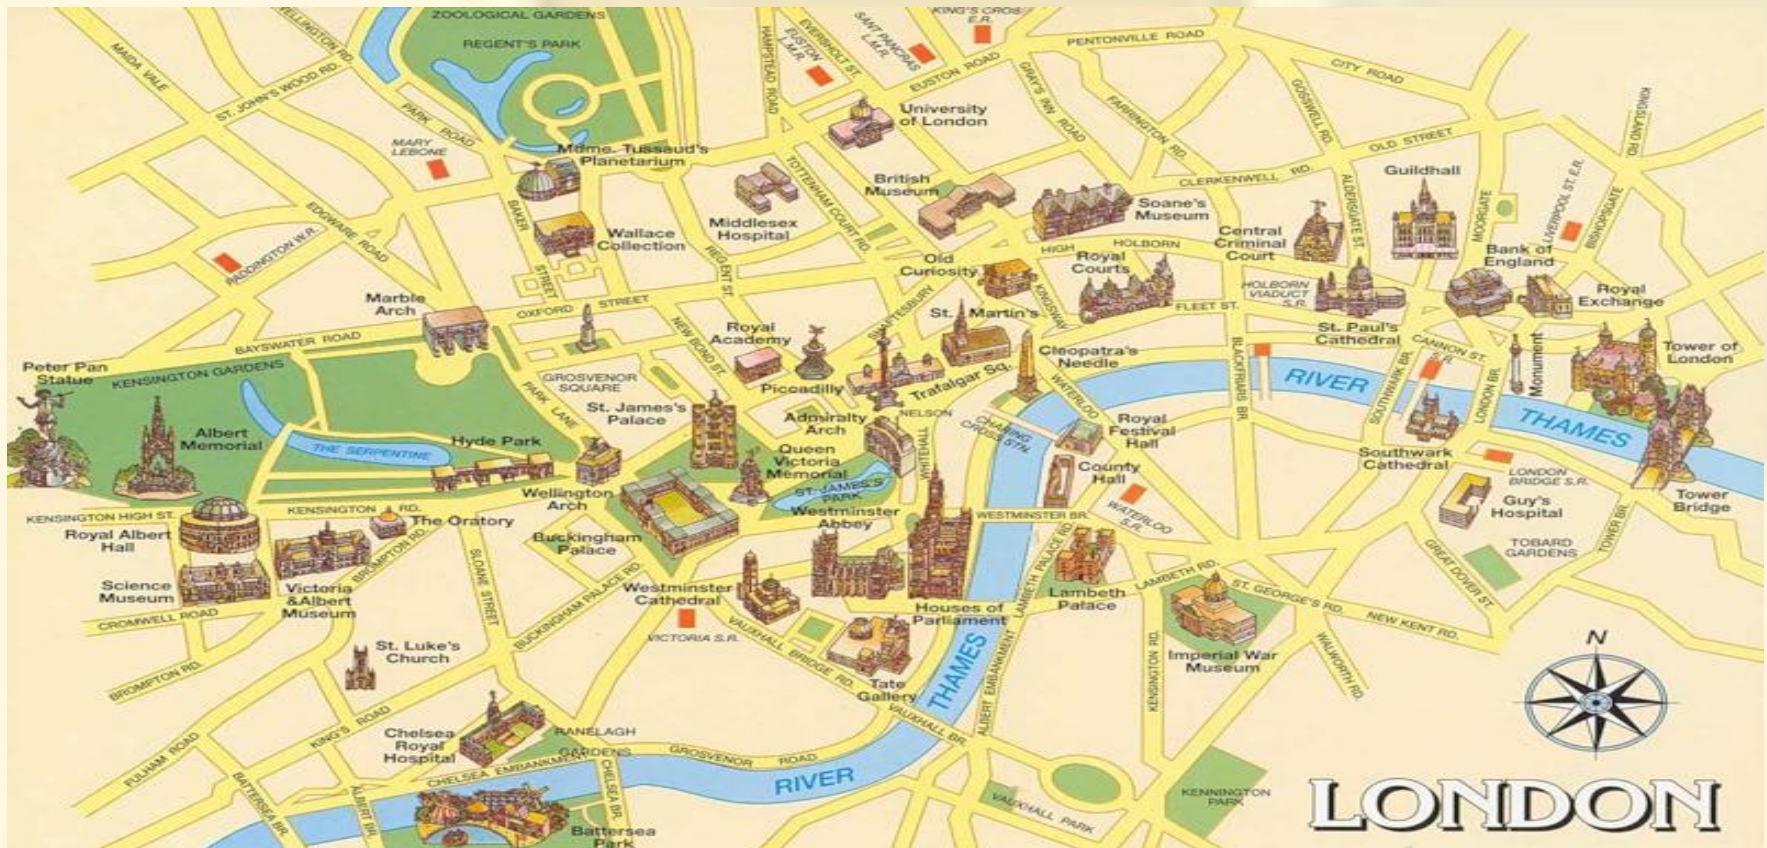 ZOOLOGICAL GARDENS
REGENT'S PARK
WELLINGTON RD.
MAIDA VALE
ST. JOHN'S WOOD RD.
PARK ROAD
MARY
LEBONE
HAMPSTEAD ROAD
EVERSHOLT ST.
EUSTON
L.M.R.
SANT PANCRAS
L.M.R.
KING'S CROS
E.R.
EUSTON ROAD
PENTONVILLE ROAD
CITY ROAD
GRAY'S INN ROAD
FARRINGTON RD.
GOSSWELL RD.
OLD STREET
KINGSLAND RD.
University
of London
Mdme. Tussaud's
Planetarium
BAKER
STREET
Wallace
Collection
Middlesex
Hospital
TOTTENHAM COURT RD.
British
Museum
Soane's
Museum
CLERKENWELL RD.
ALDERSGATE ST.
Guildhall
MOORGATE
LIVERPOOL ST. E.R.
BISHOPSGATE
EDGWARE ROAD
PADDINGTON W.R.
REGENT ST.
Old
Curiosity
HIGH HOLBORN
Royal
Courts
Central
Criminal
Court
Bank of
England
Royal
Exchange
HOLBORN
VIADUCT
S.R.
FLEET ST.
KINGSWAY
Marble
Arch
OXFORD STREET
NEW BOND ST.
SHAFTESBURY
St. Martin's
Royal
Academy
Piccadilly
Trafalgar Sq.
Cleopatra's
Needle
St. Paul's
Cathedral
CANNON ST.
S.R.
Monument
Tower of
London
BAYSWATER ROAD
Peter Pan
Statue
KENSINGTON GARDENS
PARK LANE
GROSVENOR
SQUARE
St. James's
Palace
Admiralty
Arch
NELSON
WHITEHALL
CHARING
CROSS STN.
WATERLOO
BLACKFRIARS BR.
RIVER
THAMES
SOUTHWARK BR.
LONDON BR.
Albert
Memorial
THE SERPENTINE
Hyde Park
Wellington
Arch
Queen
Victoria
Memorial
ST. JAMES'S
PARK
Royal
Festival
Hall
County
Hall
WATERLOO
S.R.
Southwark
Cathedral
LONDON
BRIDGE S.R.
Guy's
Hospital
Tower
Bridge
KENSINGTON HIGH ST.
KENSINGTON RD.
Royal Albert
Hall
The Oratory
BROMPTON RD.
Buckingham
Palace
Westminster
Abbey
WESTMINSTER BR.
TOBARD
GARDENS
TOWER BR.
GREAT DOVER ST.
Science
Museum
Victoria
&Albert
Museum
SLOANE STREET
BUCKINGHAM PALACE RD.
Westminster
Cathedral
VICTORIA S.R.
Houses of
Parliament
LAMBETH PALACE RD.
Lambeth
Palace
LAMBETH RD.
ST. GEORGE'S RD.
NEW KENT RD.
CROMWELL ROAD
BROMPTON RD.
St. Luke's
Church
VAUXHALL BRIDGE RD.
Tate
Gallery
THAMES
ALBERT EMBANKMENT
KENSINGTON RD.
Imperial War
Museum
WALWORTH RD.
N
FULHAM ROAD
KING'S ROAD
Chelsea
Royal
Hospital
RANELAGH
GARDENS
CHELSEA EMBANKMENT
GROSVENOR ROAD
VAUXHALL BR.
RIVER
BATTERSEA BR.
ALBERT BR.
CHELSEA BR.
Battersea
Park
VAUXHALL PARK
KENNINGTON
PARK
LONDON